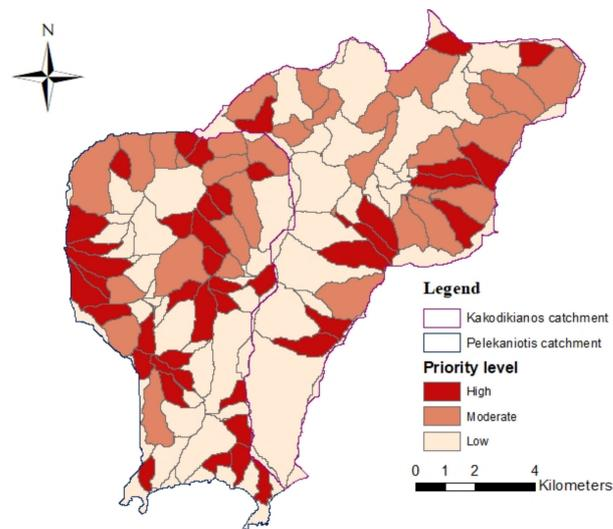 N
Legend
Kakodikianos catchment
Pelekaniotis catchment
Priority level
High
Moderate
Low
0 1 2 4
Kilometers